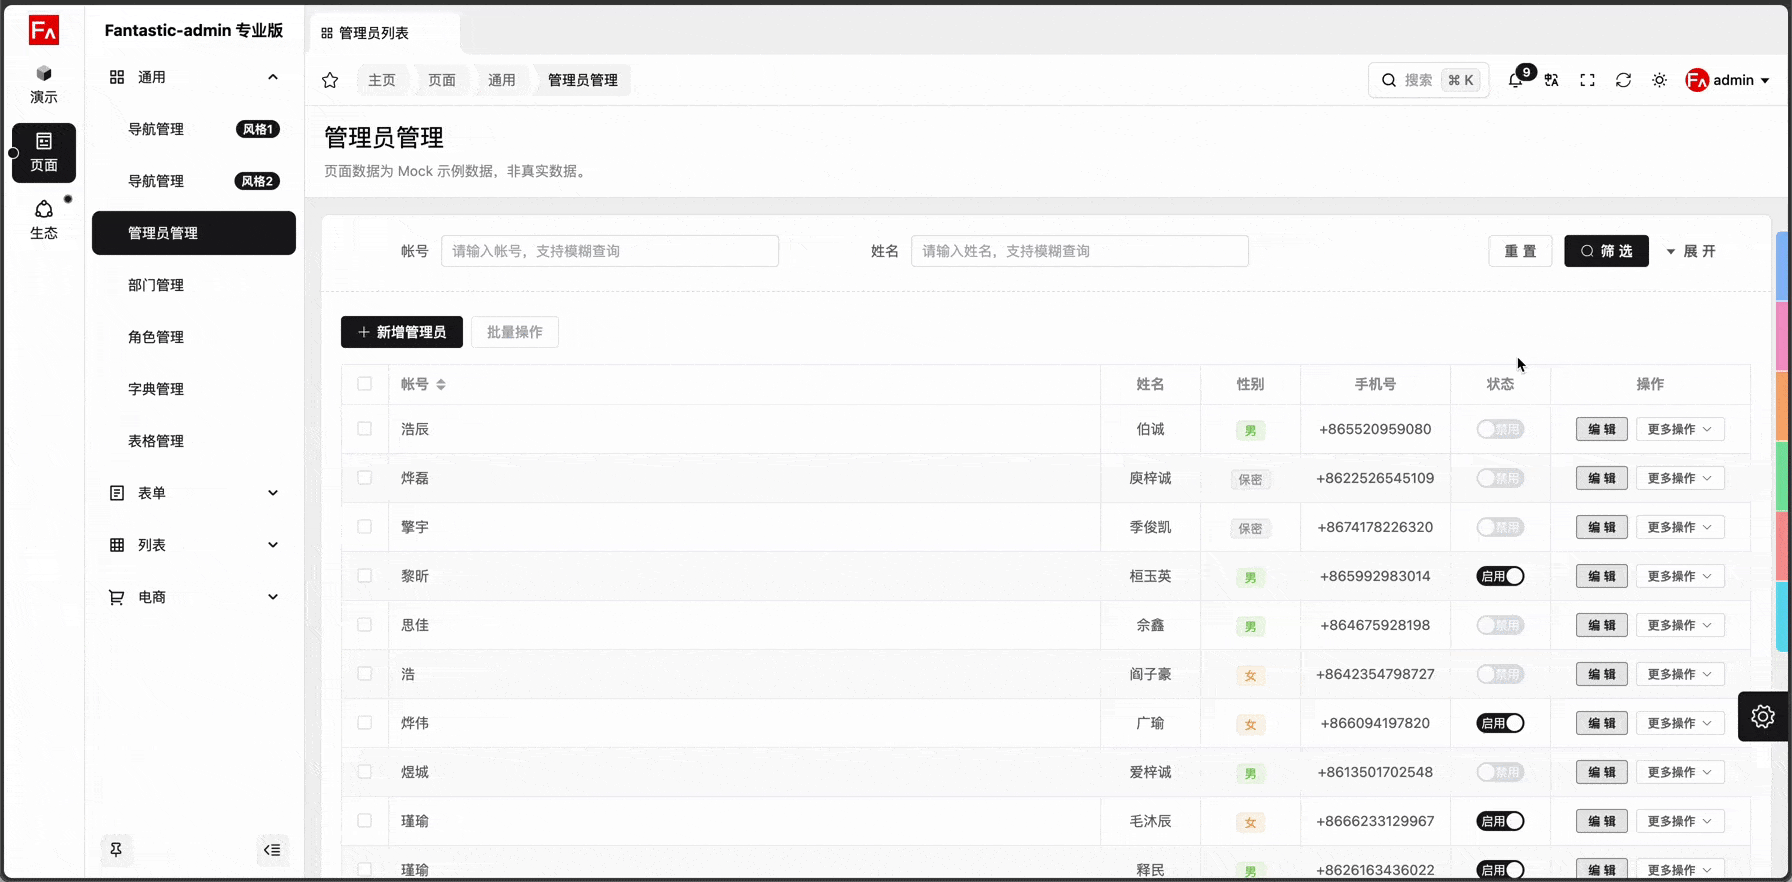 FA
Fantastic-admin 专业版
管理员列表
演示
页面
生态
通用
导航管理 风格1
导航管理 风格2
管理员管理
部门管理
角色管理
字典管理
表格管理
表单
列表
电商
主页 页面 通用 管理员管理
搜索 ⌘ K
9
FA admin
管理员管理
页面数据为 Mock 示例数据，非真实数据。
帐号 请输入帐号，支持模糊查询
姓名 请输入姓名，支持模糊查询
重 置
筛 选
展 开
新增管理员
批量操作
帐号 姓名 性别 手机号 状态 操作
浩辰 伯诚 男 +865520959080 禁用 编 辑 更多操作
烨磊 庾梓诚 保密 +8622526545109 禁用 编 辑 更多操作
擎宇 季俊凯 保密 +8674178226320 禁用 编 辑 更多操作
黎昕 桓玉英 男 +865992983014 启用 编 辑 更多操作
思佳 佘鑫 男 +864675928198 禁用 编 辑 更多操作
浩 阎子豪 女 +8642354798727 禁用 编 辑 更多操作
烨伟 广瑜 女 +866094197820 启用 编 辑 更多操作
煜城 爱梓诚 男 +8613501702548 禁用 编 辑 更多操作
瑾瑜 毛沐辰 女 +8666233129967 启用 编 辑 更多操作
瑾瑜 释民 男 +8626163436022 启用 编 辑 更多操作